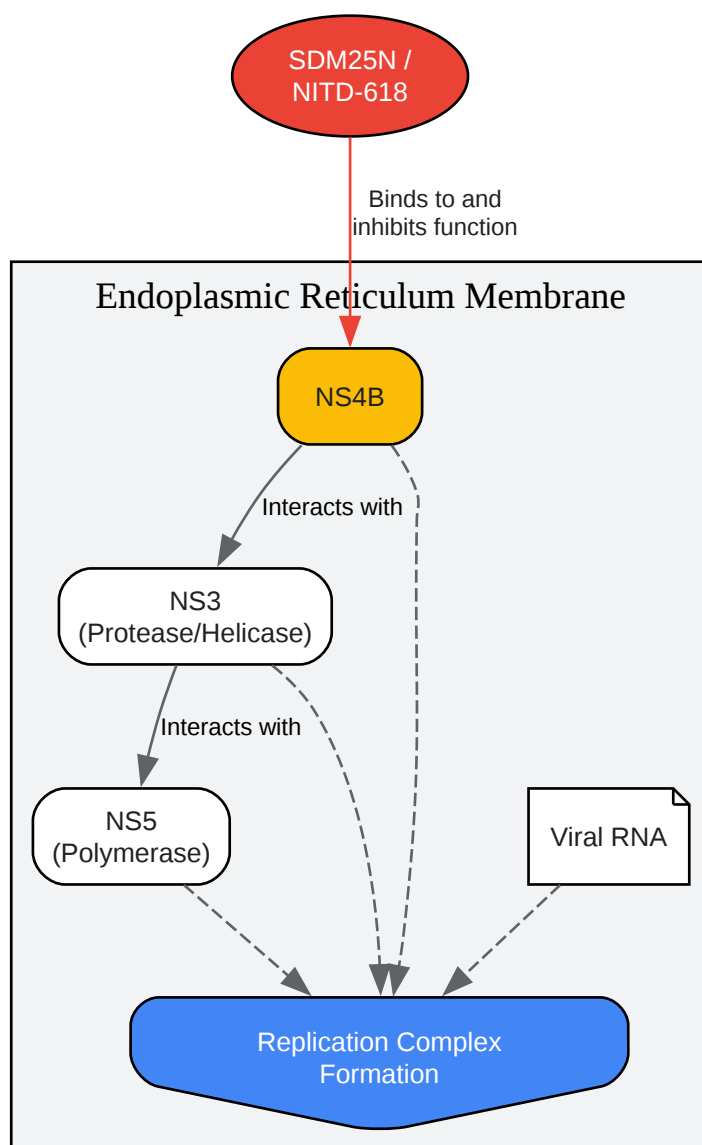 SDM25N /
NITD-618
Binds to and
inhibits function
Endoplasmic Reticulum Membrane
NS4B
Interacts with
NS3
(Protease/Helicase)
Interacts with
NS5
(Polymerase)
Viral RNA
Replication Complex
Formation